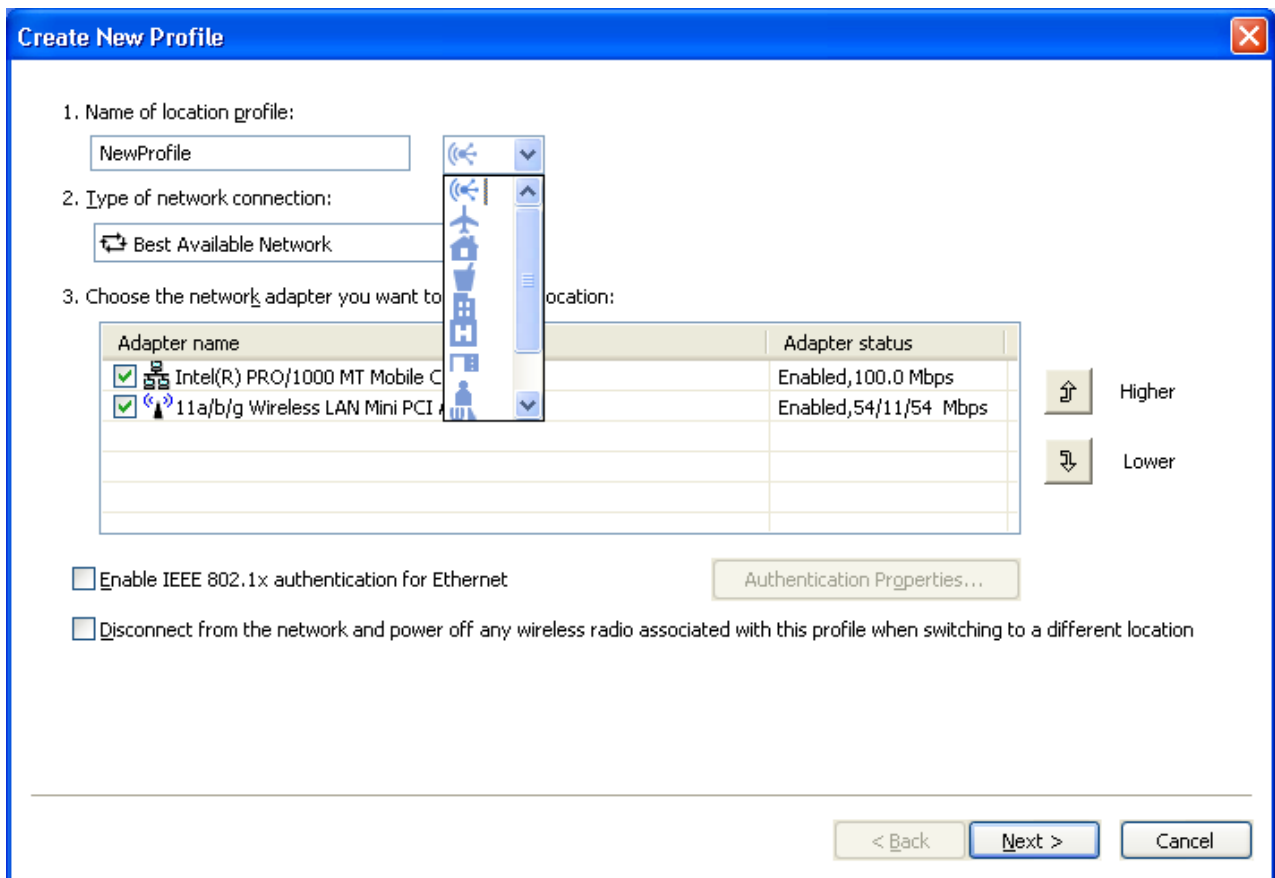 Create New Profile
1. Name of location profile:
NewProfile
2. Type of network connection:
Best Available Network
3. Choose the network adapter you want to ocation:
Adapter name Adapter status
Intel(R) PRO/1000 MT Mobile C Enabled,100.0 Mbps
11a/b/g Wireless LAN Mini PCI Enabled,54/11/54 Mbps
Higher
Lower
Enable IEEE 802.1x authentication for Ethernet
Authentication Properties...
Disconnect from the network and power off any wireless radio associated with this profile when switching to a different location
< Back
Next >
Cancel